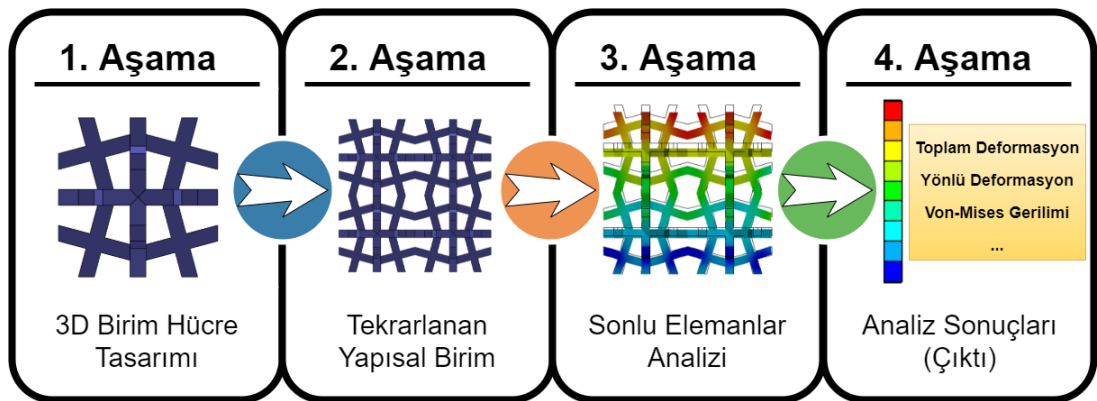 1. Aşama
3D Birim Hücre
Tasarımı
2. Aşama
Tekrarlanan
Yapısal Birim
3. Aşama
Sonlu Elemanlar
Analizi
4. Aşama
Toplam Deformasyon
Yönlü Deformasyon
Von-Mises Gerilimi
...
Analiz Sonuçları
(Çıktı)